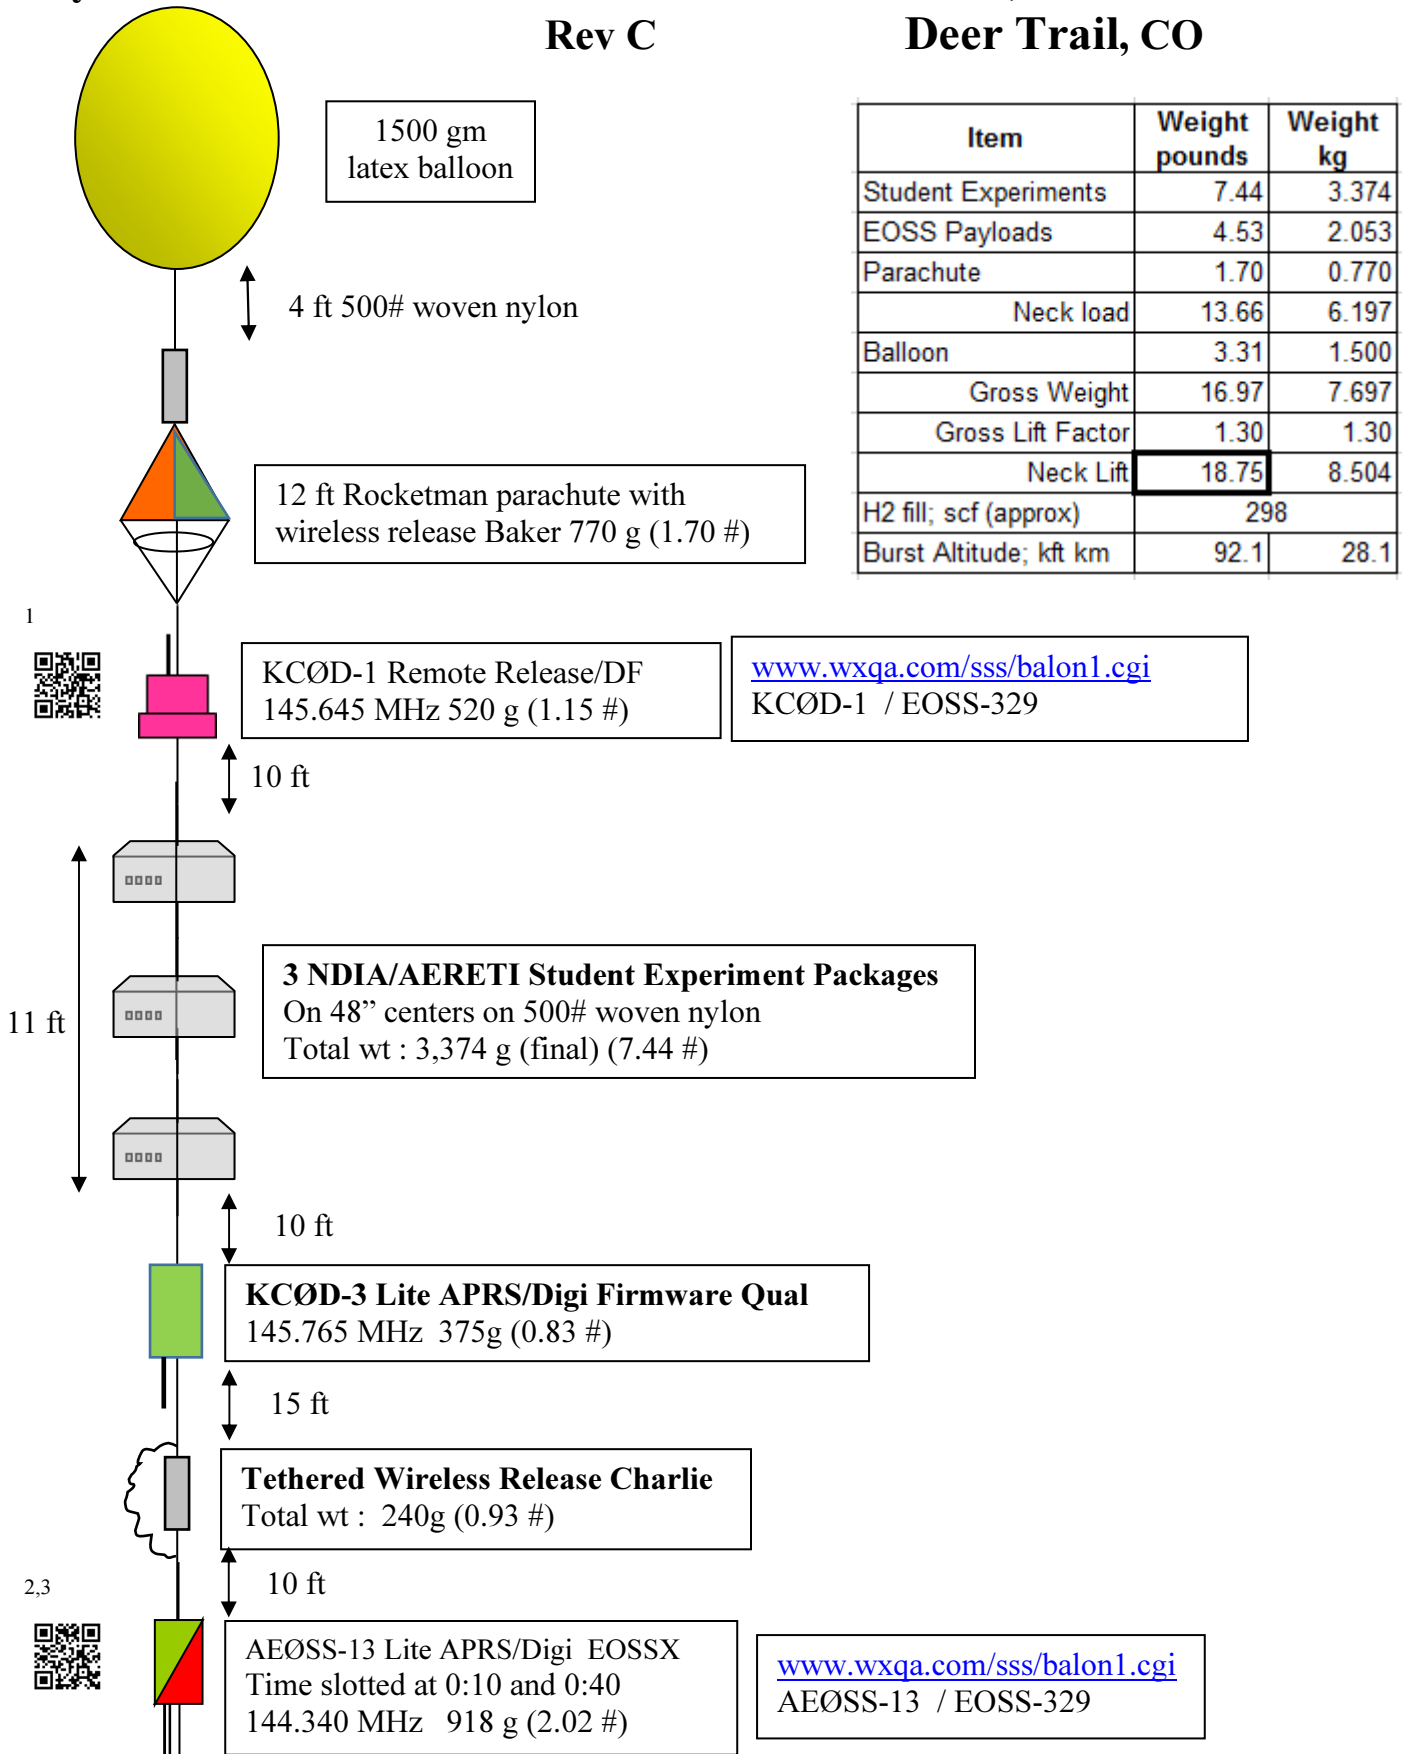 Rev C
Deer Trail, CO
1500 gm
latex balloon
Item Weight pounds Weight kg
Student Experiments 7.44 3.374
EOSS Payloads 4.53 2.053
Parachute 1.70 0.770
Neck load 13.66 6.197
Balloon 3.31 1.500
Gross Weight 16.97 7.697
Gross Lift Factor 1.30 1.30
Neck Lift 18.75 8.504
H2 fill; scf (approx) 298
Burst Altitude; kft km 92.1 28.1
4 ft 500# woven nylon
12 ft Rocketman parachute with
wireless release Baker 770 g (1.70 #)
1
KCØD-1 Remote Release/DF
145.645 MHz 520 g (1.15 #)
www.wxqa.com/sss/balon1.cgi
KCØD-1 / EOSS-329
10 ft
11 ft
3 NDIA/AERETI Student Experiment Packages
On 48” centers on 500# woven nylon
Total wt : 3,374 g (final) (7.44 #)
10 ft
KCØD-3 Lite APRS/Digi Firmware Qual
145.765 MHz 375g (0.83 #)
15 ft
Tethered Wireless Release Charlie
Total wt : 240g (0.93 #)
10 ft
2,3
AEØSS-13 Lite APRS/Digi EOSSX
Time slotted at 0:10 and 0:40
144.340 MHz 918 g (2.02 #)
www.wxqa.com/sss/balon1.cgi
AEØSS-13 / EOSS-329